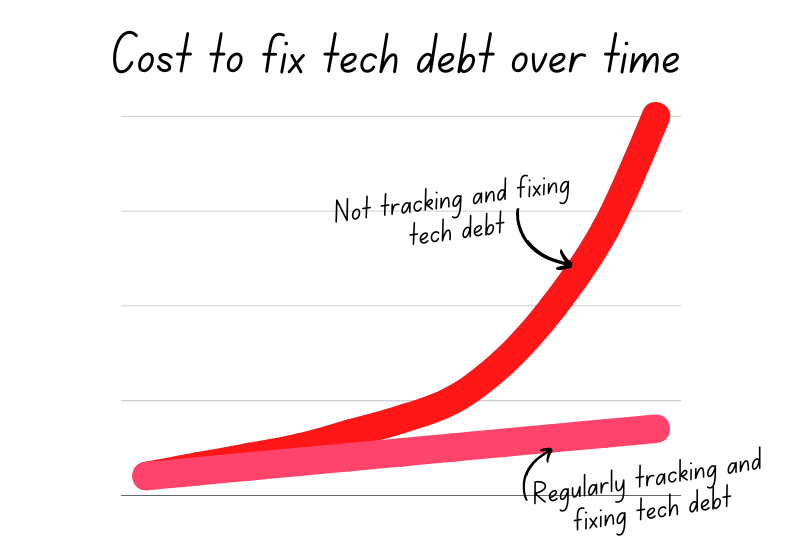 Cost to fix tech debt over time
Not tracking and fixing
tech debt
Regularly tracking and
fixing tech debt